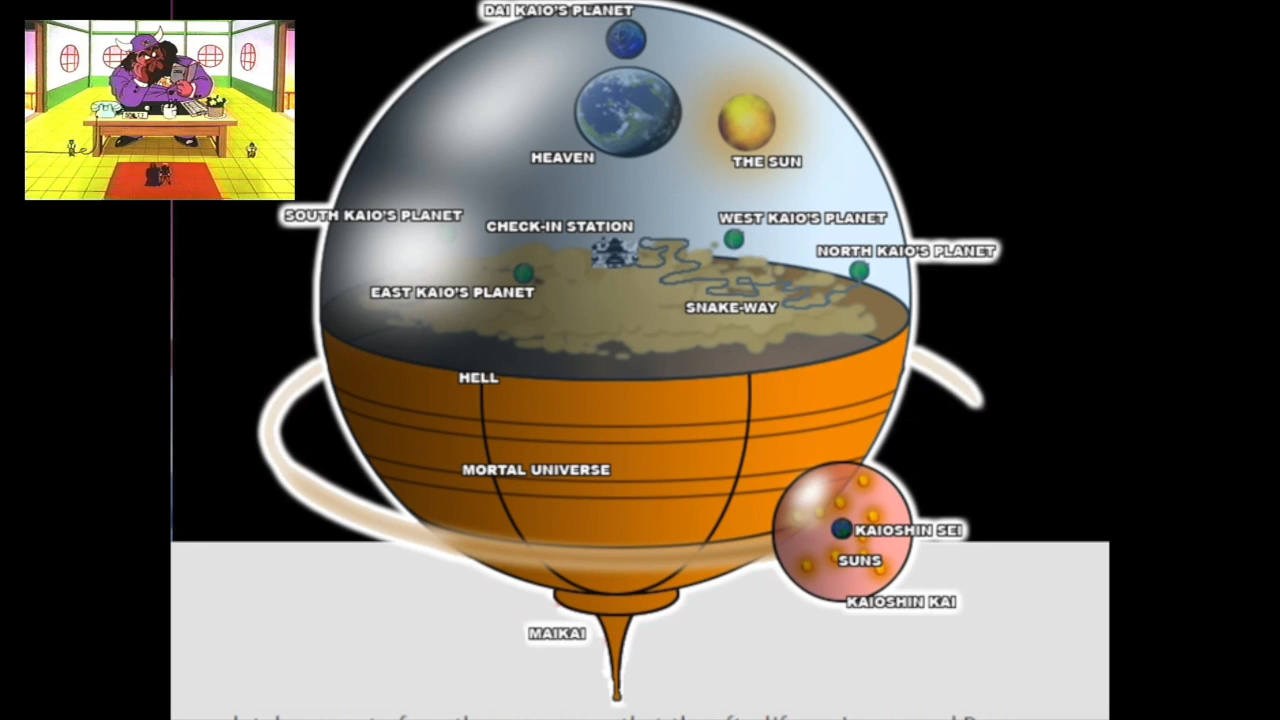 DAI KAIO'S PLANET
HEAVEN
THE SUN
SOUTH KAIO'S PLANET
CHECK-IN STATION
WEST KAIO'S PLANET
NORTH KAIO'S PLANET
EAST KAIO'S PLANET
SNAKE-WAY
HELL
MORTAL UNIVERSE
KAIOSHIN SEI
SUNS
KAIOSHIN KAI
MAIKAI